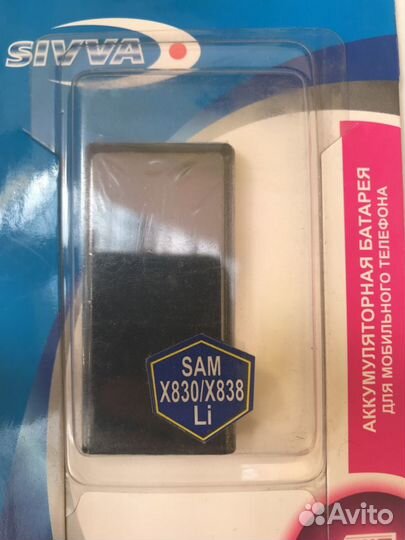 SIVVA
SAM
X830/X838
Li
АККУМУЛЯТОРНАЯ БАТАРЕЯ
ДЛЯ МОБИЛЬНОГО ТЕЛЕФОНА
Avito